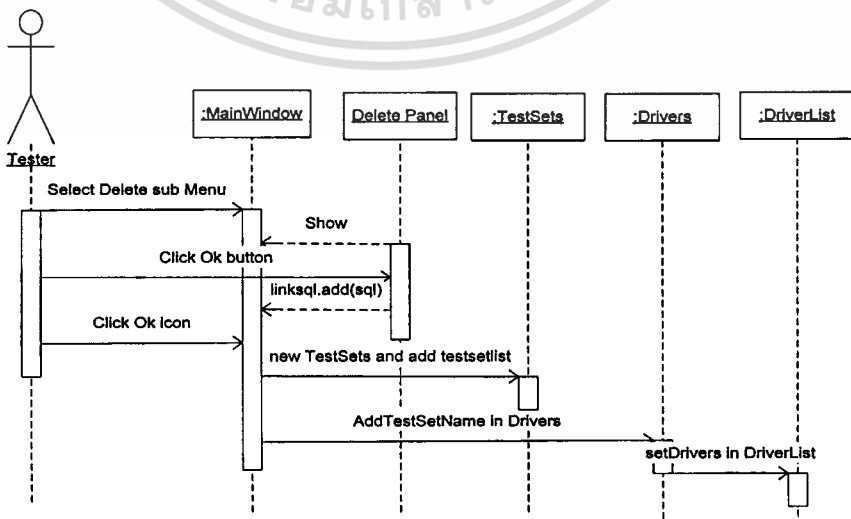 :MainWindow
Delete Panel
:TestSets
:Drivers
:DriverList
Tester
Select Delete sub Menu
Show
Click Ok button
linksql.add(sql)
Click Ok icon
new TestSets and add testsetlist
AddTestSetName in Drivers
setDrivers in DriverList